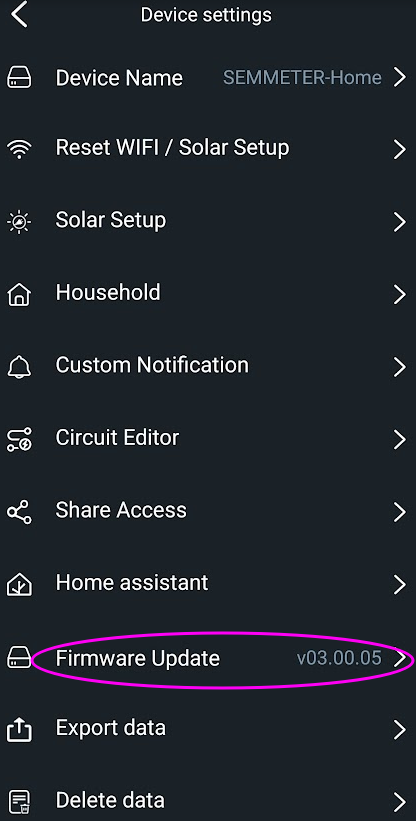 Device settings
Device Name SEMMETER-Home
Reset WIFI / Solar Setup
Solar Setup
Household
Custom Notification
Circuit Editor
Share Access
Home assistant
Firmware Update v03.00.05
Export data
Delete data